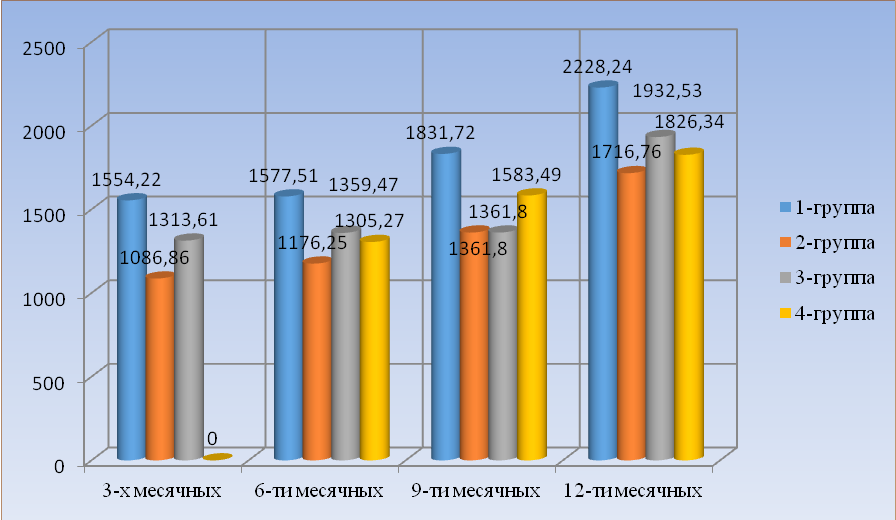 2500
2000
1500
1000
500
0
1554,22
1086,86
1313,61
0
1577,51
1176,25
1359,47
1305,27
1831,72
1361,8
1361,8
1583,49
2228,24
1716,76
1932,53
1826,34
3-х месячных
6-ти месячных
9-ти месячных
12-ти месячных
1-группа
2-группа
3-группа
4-группа